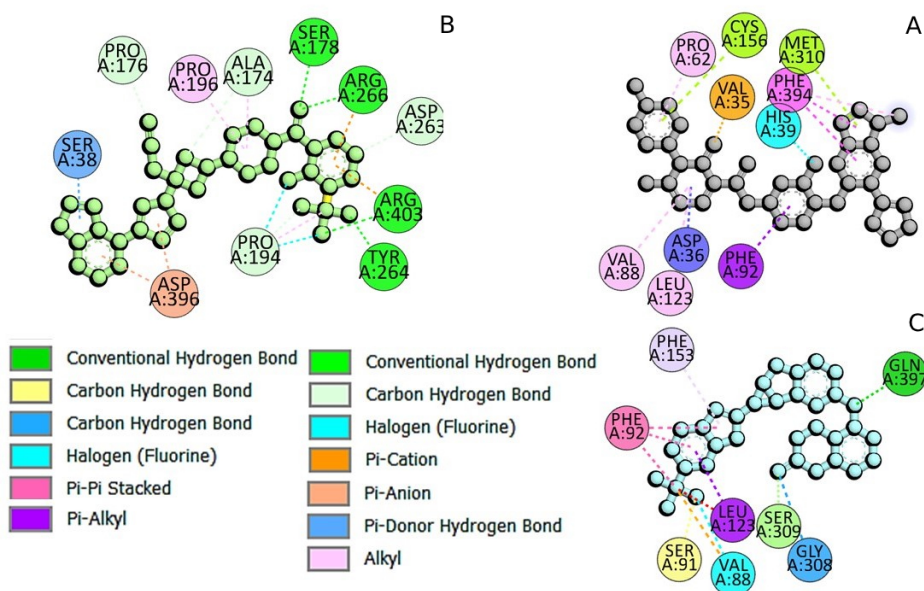 B
SER
A:178
PRO
A:176
PRO
A:196
ALA
A:174
ARG
A:266
ASP
A:263
SER
A:38
ARG
A:403
PRO
A:194
TYR
A:264
ASP
A:396
A
CYS
A:156
PRO
A:62
MET
A:310
VAL
A:35
PHE
A:394
HIS
A:39
ASP
A:36
PHE
A:92
VAL
A:88
LEU
A:123
C
PHE
A:153
GLN
A:397
PHE
A:92
LEU
A:123
SER
A:309
SER
A:91
VAL
A:88
GLY
A:308
Conventional Hydrogen Bond
Carbon Hydrogen Bond
Carbon Hydrogen Bond
Halogen (Fluorine)
Pi-Pi Stacked
Pi-Alkyl
Conventional Hydrogen Bond
Carbon Hydrogen Bond
Halogen (Fluorine)
Pi-Cation
Pi-Anion
Pi-Donor Hydrogen Bond
Alkyl